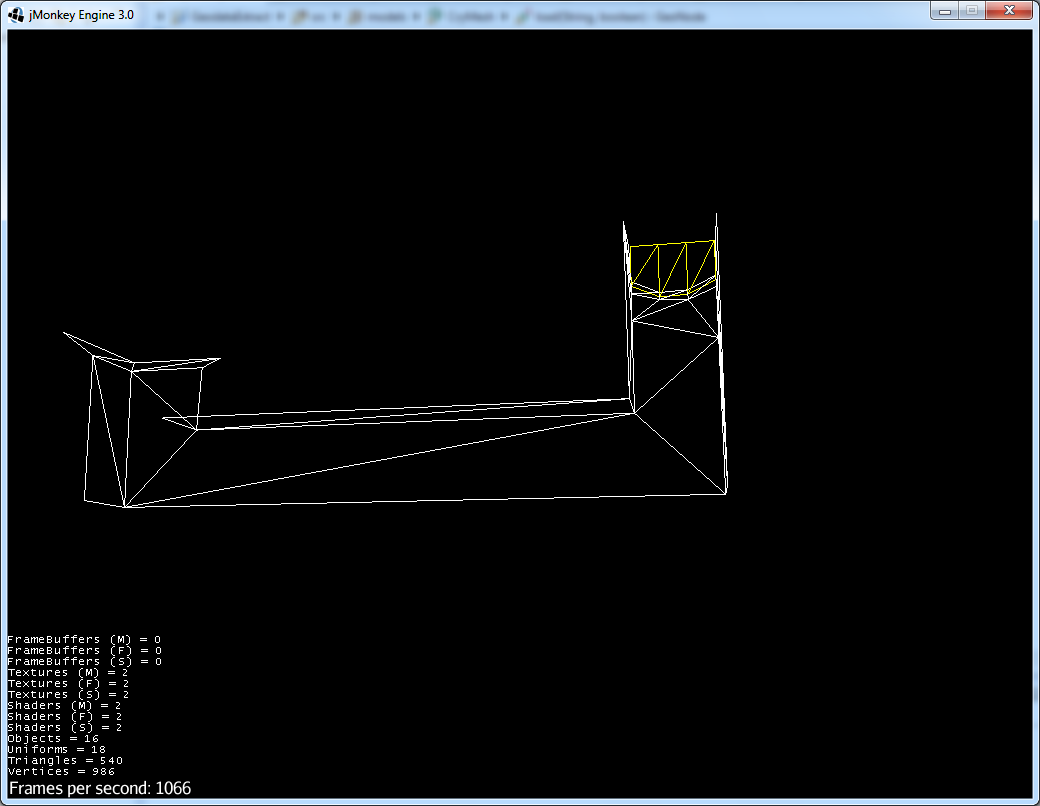 jMonkey Engine 3.0
FrameBuffers (M) = 0
FrameBuffers (F) = 0
FrameBuffers (S) = 0
Textures (M) = 2
Textures (F) = 2
Textures (S) = 2
Shaders (M) = 2
Shaders (F) = 2
Shaders (S) = 2
Objects = 16
Uniforms = 18
Triangles = 540
Vertices = 986
Frames per second: 1066